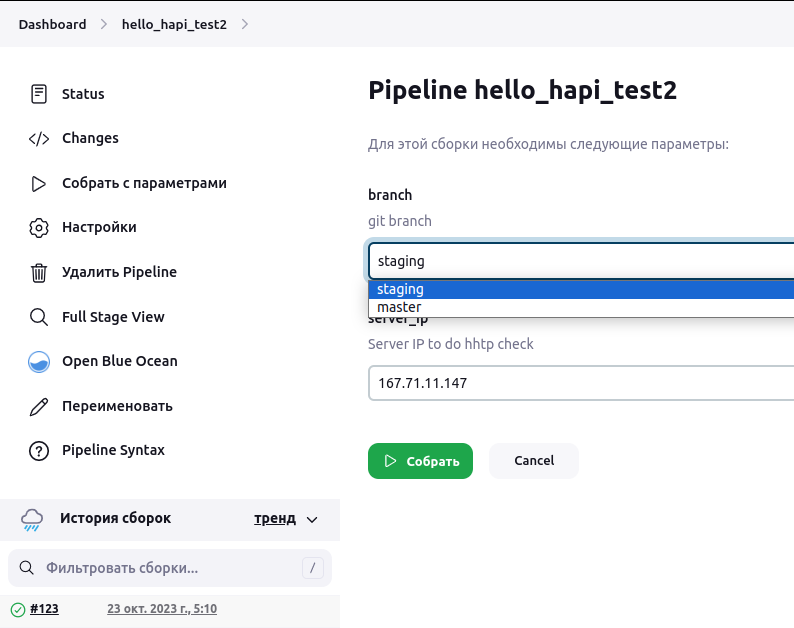 Dashboard
hello_hapi_test2
Status
Changes
Собрать с параметрами
Настройки
Удалить Pipeline
Full Stage View
Open Blue Ocean
Переименовать
Pipeline Syntax
История сборок
тренд
Фильтровать сборки...
/
#123
23 окт. 2023 г., 5:10
Pipeline hello_hapi_test2
Для этой сборки необходимы следующие параметры:
branch
git branch
staging
staging
master
server_ip
Server IP to do hhtp check
167.71.11.147
Собрать
Cancel